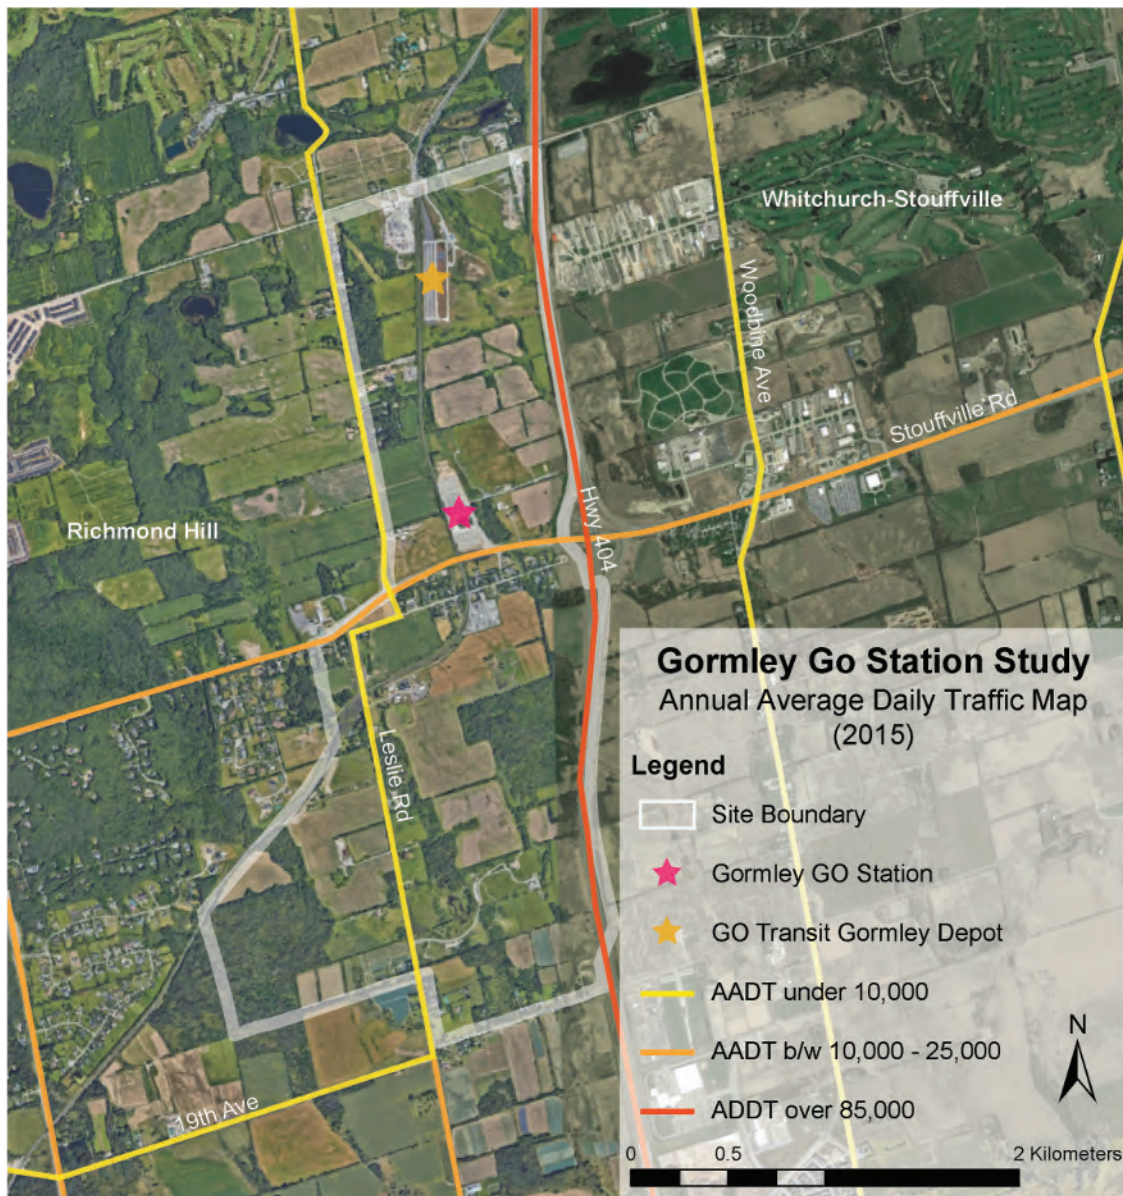 Whitchurch-Stouffville
Woodbine Ave
Stouffville Rd
Hwy 404
Richmond Hill
Leslie Rd
19th Ave
Gormley Go Station Study
Annual Average Daily Traffic Map
(2015)
Legend
Site Boundary
Gormley GO Station
GO Transit Gormley Depot
AADT under 10,000
AADT b/w 10,000 - 25,000
ADDT over 85,000
N
0 0.5 2 Kilometers